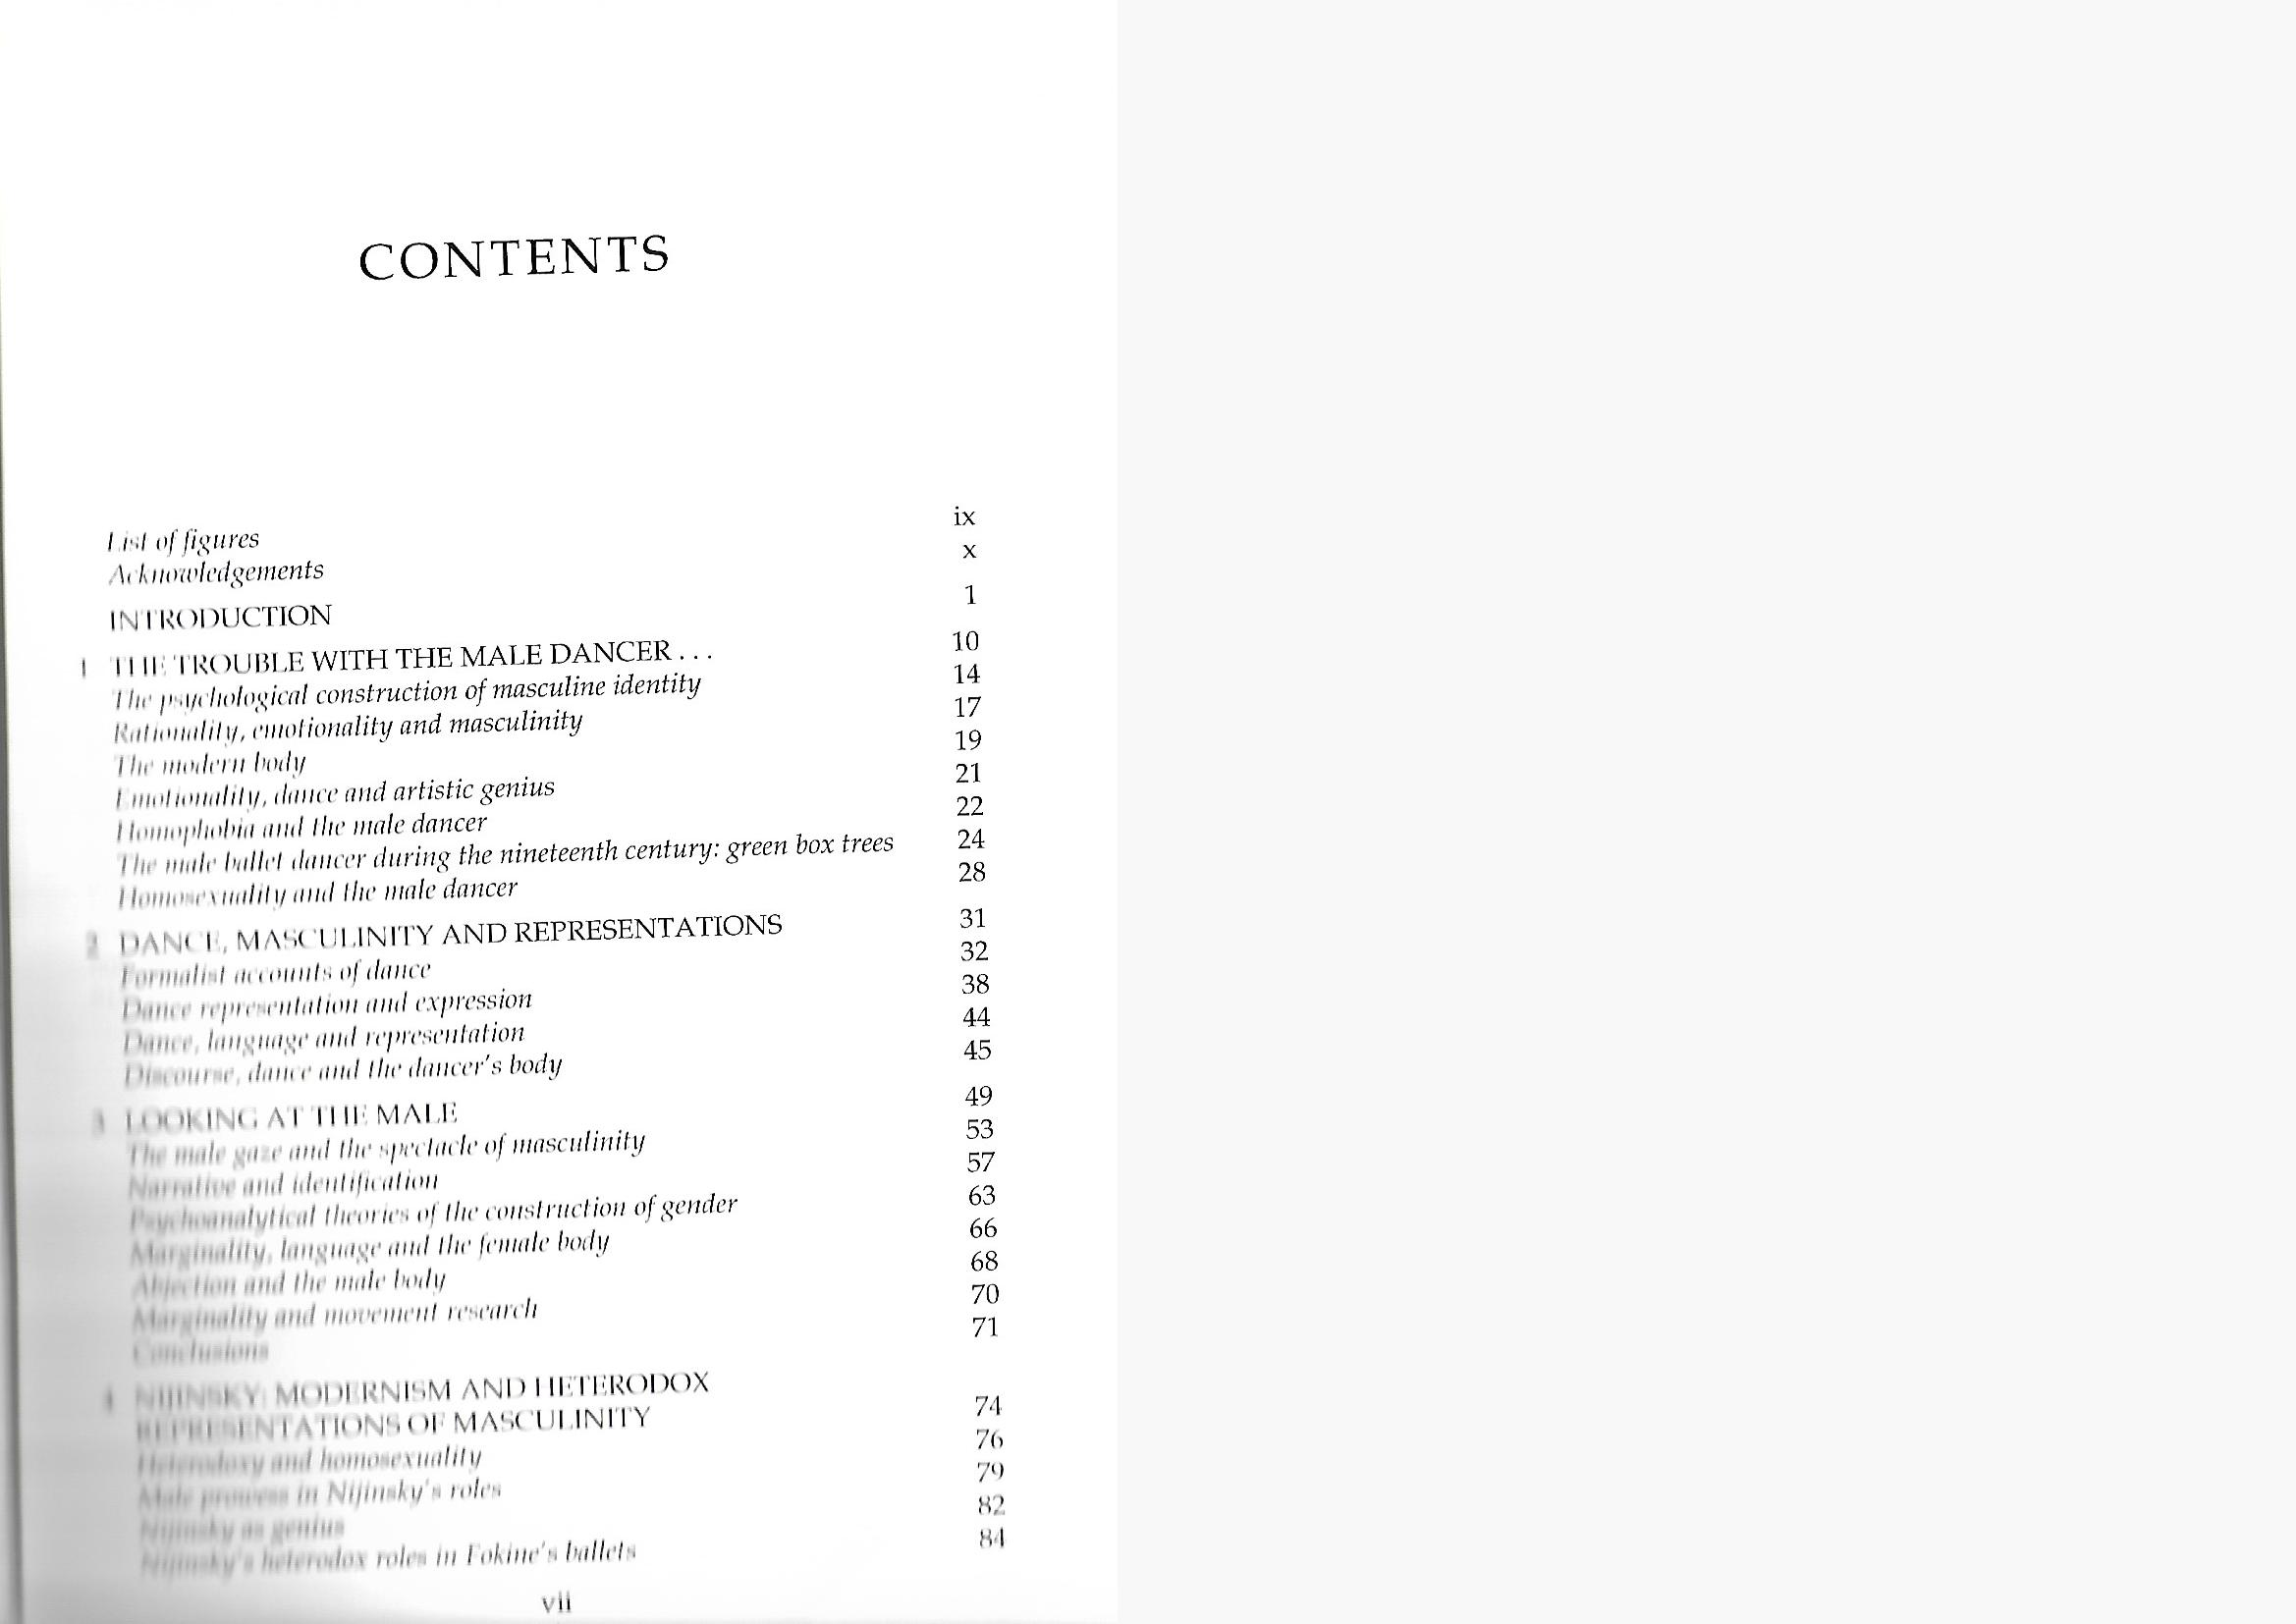 CONTENTS
List of figures ix
Acknowledgements x
INTRODUCTION 1
1 THE TROUBLE WITH THE MALE DANCER . . . 10
The psychological construction of masculine identity 14
Rationality, emotionality and masculinity 17
The modern body 19
Emotionality, dance and artistic genius 21
Homophobia and the male dancer 22
The male ballet dancer during the nineteenth century: green box trees 24
Homosexuality and the male dancer 28
2 DANCE, MASCULINITY AND REPRESENTATIONS 31
Formalist accounts of dance 32
Dance representation and expression 38
Dance, language and representation 44
Discourse, dance and the dancer's body 45
3 LOOKING AT THE MALE 49
The male gaze and the spectacle of masculinity 53
Narrative and identification 57
Psychoanalytical theories of the construction of gender 63
Marginality, language and the female body 66
Abjection and the male body 68
Marginality and movement research 70
Conclusions 71
4 NIJINSKY: MODERNISM AND HETERODOX
REPRESENTATIONS OF MASCULINITY 74
Heterodoxy and homosexuality 76
Male prowess in Nijinsky's roles 79
Nijinsky as genius 82
Nijinsky's heterodox roles in Fokine's ballets 84
vii